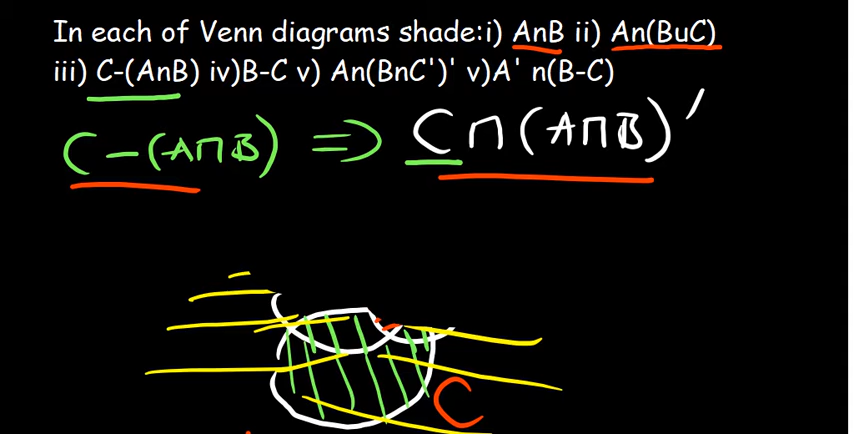 In each of Venn diagrams shade:i) AnB ii) An(BuC)
iii) C-(AnB) iv)B-C v) An(BnC')' v)A' n(B-C)
C-(A∩B) ⇒ C∩(A∩B)'
C